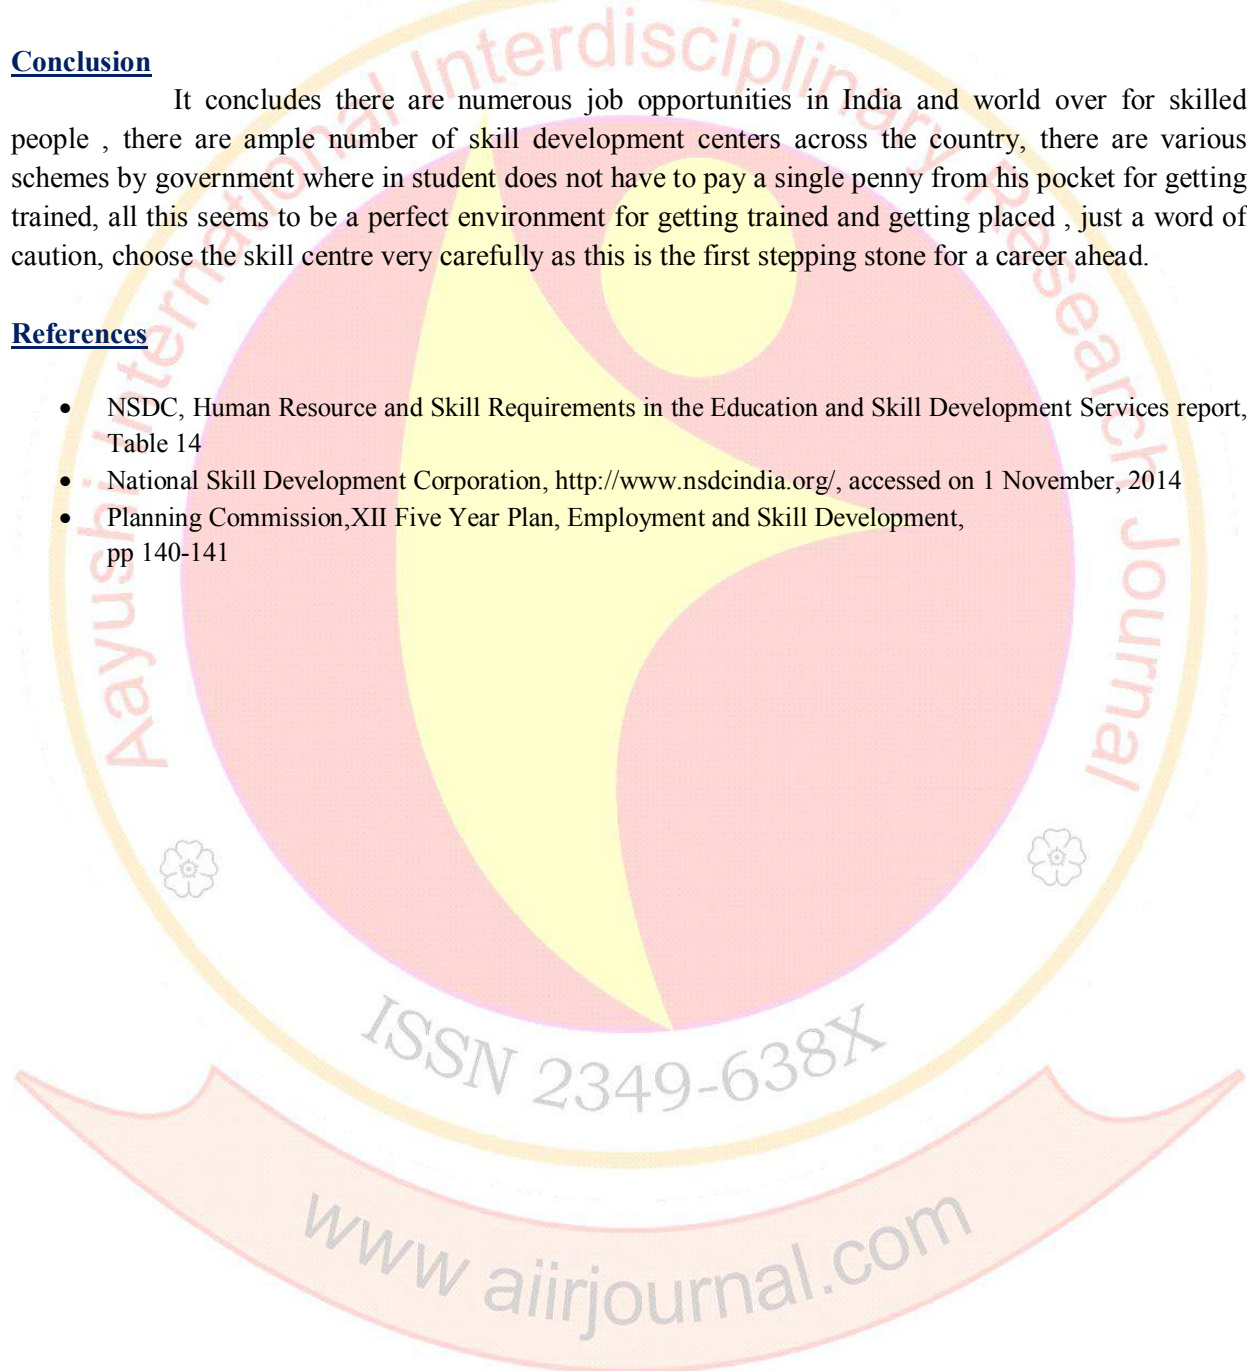 Conclusion
It concludes there are numerous job opportunities in India and world over for skilled
people , there are ample number of skill development centers across the country, there are various
schemes by government where in student does not have to pay a single penny from his pocket for getting
trained, all this seems to be a perfect environment for getting trained and getting placed , just a word of
caution, choose the skill centre very carefully as this is the first stepping stone for a career ahead.
References
• NSDC, Human Resource and Skill Requirements in the Education and Skill Development Services report,
Table 14
• National Skill Development Corporation, http://www.nsdcindia.org/, accessed on 1 November, 2014
• Planning Commission,XII Five Year Plan, Employment and Skill Development,
pp 140-141
Aayushi International Interdisciplinary Research Journal
ISSN 2349-638X
www aiirjournal.com